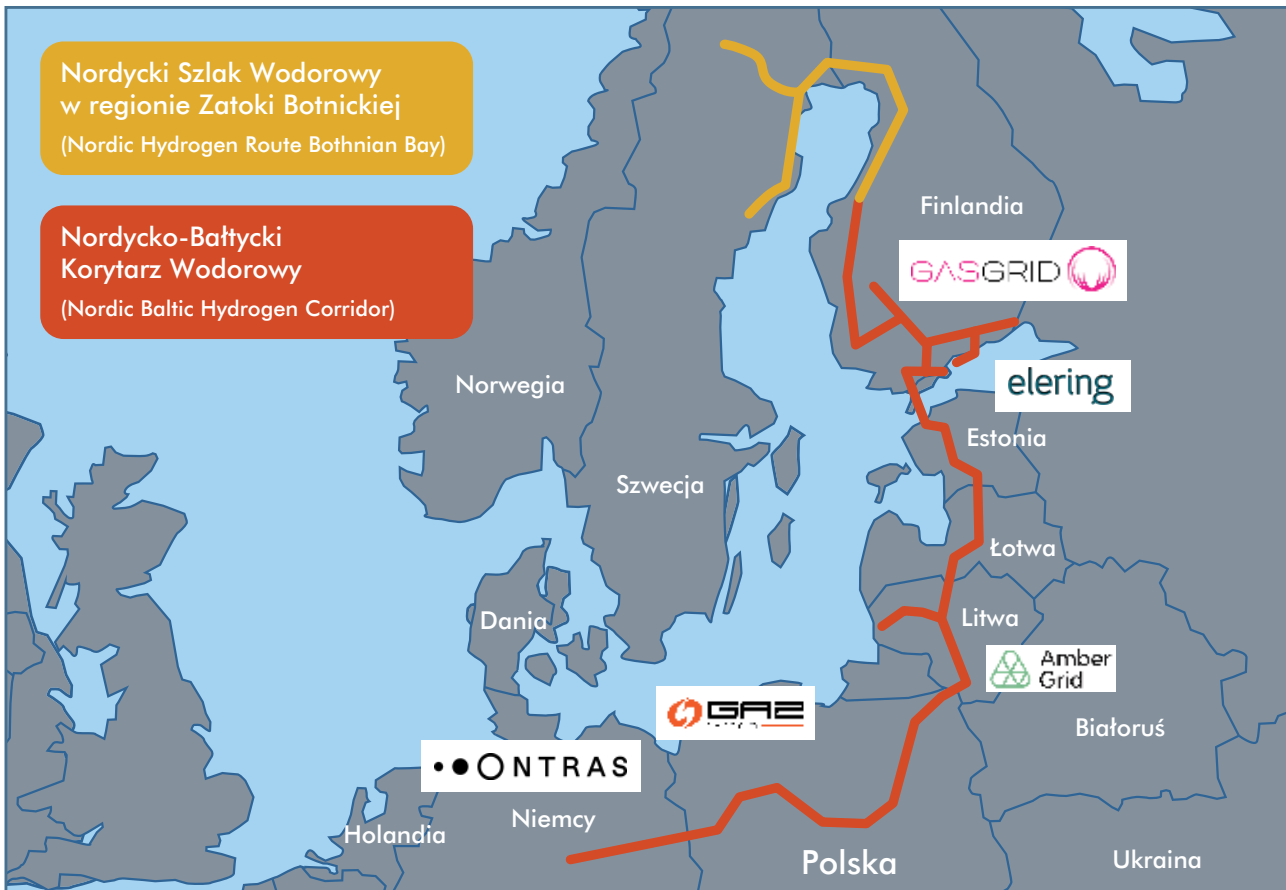 Nordycki Szlak Wodorowy
w regionie Zatoki Botnickiej
(Nordic Hydrogen Route Bothnian Bay)
Nordycko-Bałtycki
Korytarz Wodorowy
(Nordic Baltic Hydrogen Corridor)
Finlandia
GASGRID
elering
Norwegia
Estonia
Szwecja
Łotwa
Dania
Litwa
Amber
Grid
GAZ
Białoruś
ONTRAS
Niemcy
Holandia
Polska
Ukraina